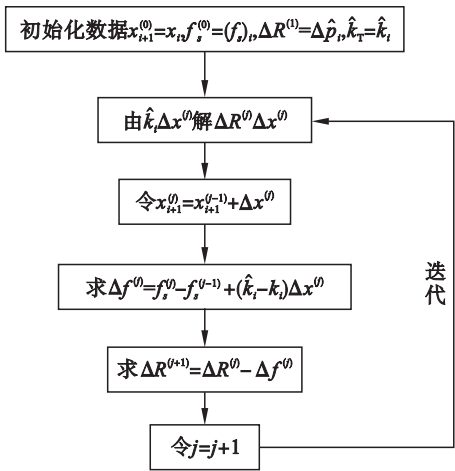 初始化数据x_{i+1}^{(0)}=x_i,f_s^{(0)}=(f_s)_i,ΔR^{(1)}=Δp̂_i,k̂_T=k̂_i
由k̂_iΔx^{(j)}解ΔR^{(j)}Δx^{(j)}
令x_{i+1}^{(j)}=x_{i+1}^{(j-1)}+Δx^{(j)}
求Δf^{(j)}=f_s^{(j)}-f_s^{(j-1)}+(k̂_i-k_i)Δx^{(j)}
求ΔR^{(j+1)}=ΔR^{(j)}-Δf^{(j)}
令j=j+1
迭
代